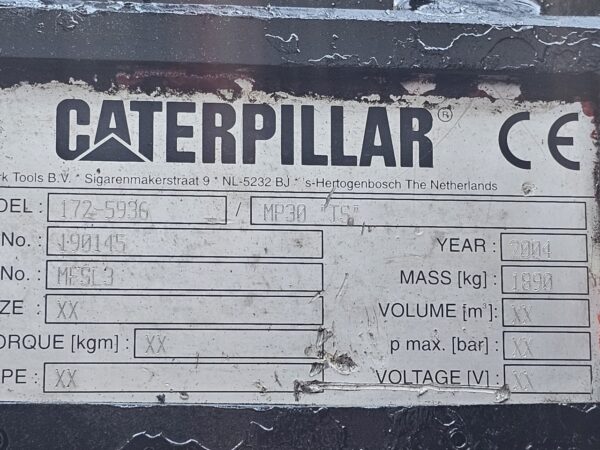 CATERPILLAR ® CE
rk Tools B.V. * Sigarenmakerstraat 9 * NL-5232 BJ * 's-Hertogenbosch The Netherlands
DEL : 172-5936 / MP30 "TS"
No. : 190145 YEAR : 2004
No. : MFSL3 MASS [kg] : 1890
ZE : XX VOLUME [m³] : XX
ORQUE [kgm] : XX p max. [bar] : XX
PE : XX VOLTAGE [V] : XX